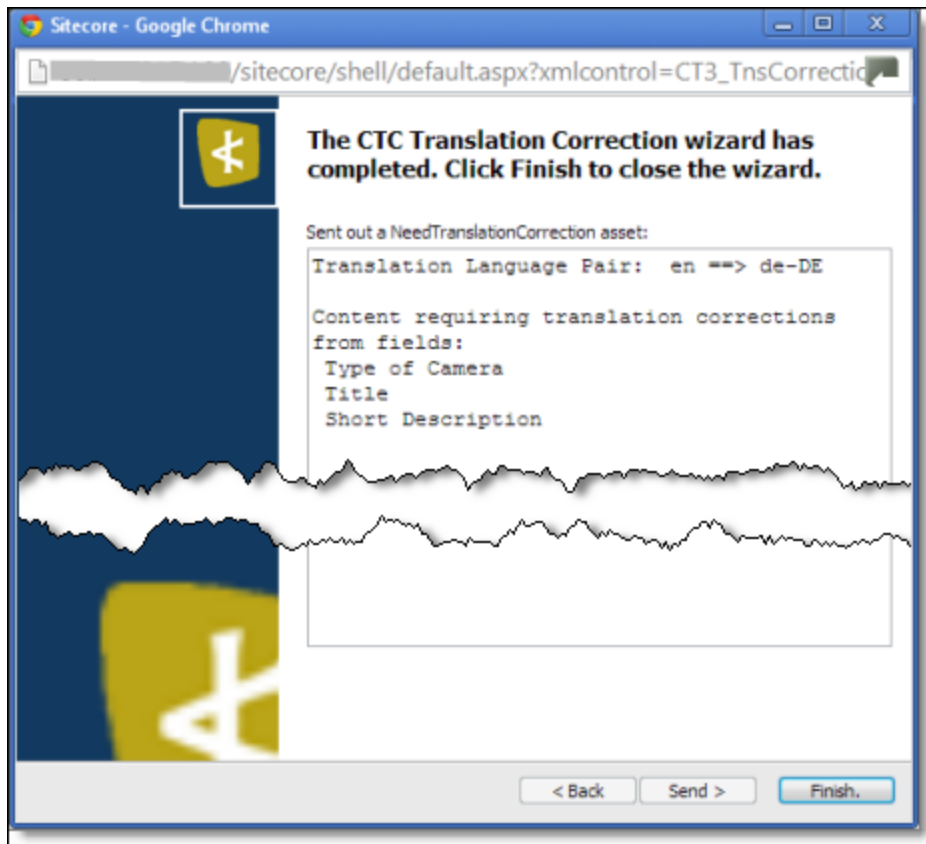 Sitecore - Google Chrome
/sitecore/shell/default.aspx?xmlcontrol=CT3_TnsCorrectic
The CTC Translation Correction wizard has
completed. Click Finish to close the wizard.
Sent out a NeedTranslationCorrection asset:
Translation Language Pair:  en ==> de-DE
Content requiring translation corrections
from fields:
Type of Camera
Title
Short Description
< Back
Send >
Finish.